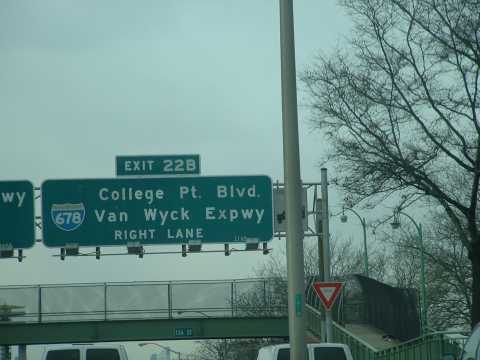 EXIT 22B
wy
College Pt. Blvd.
678
Van Wyck Expwy
RIGHT LANE